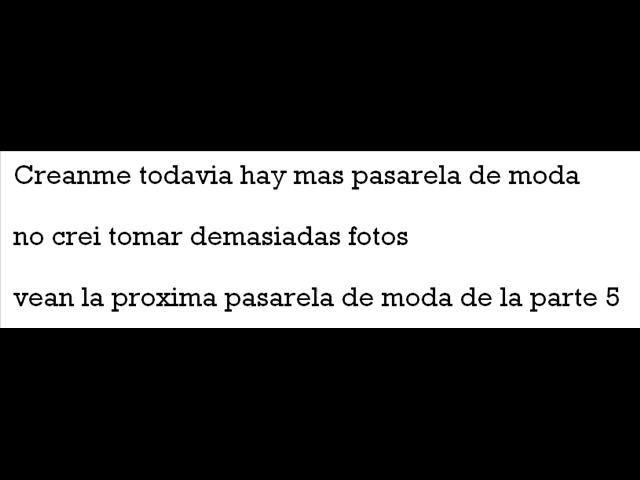 Creanme todavia hay mas pasarela de moda
no crei tomar demasiadas fotos
vean la proxima pasarela de moda de la parte 5